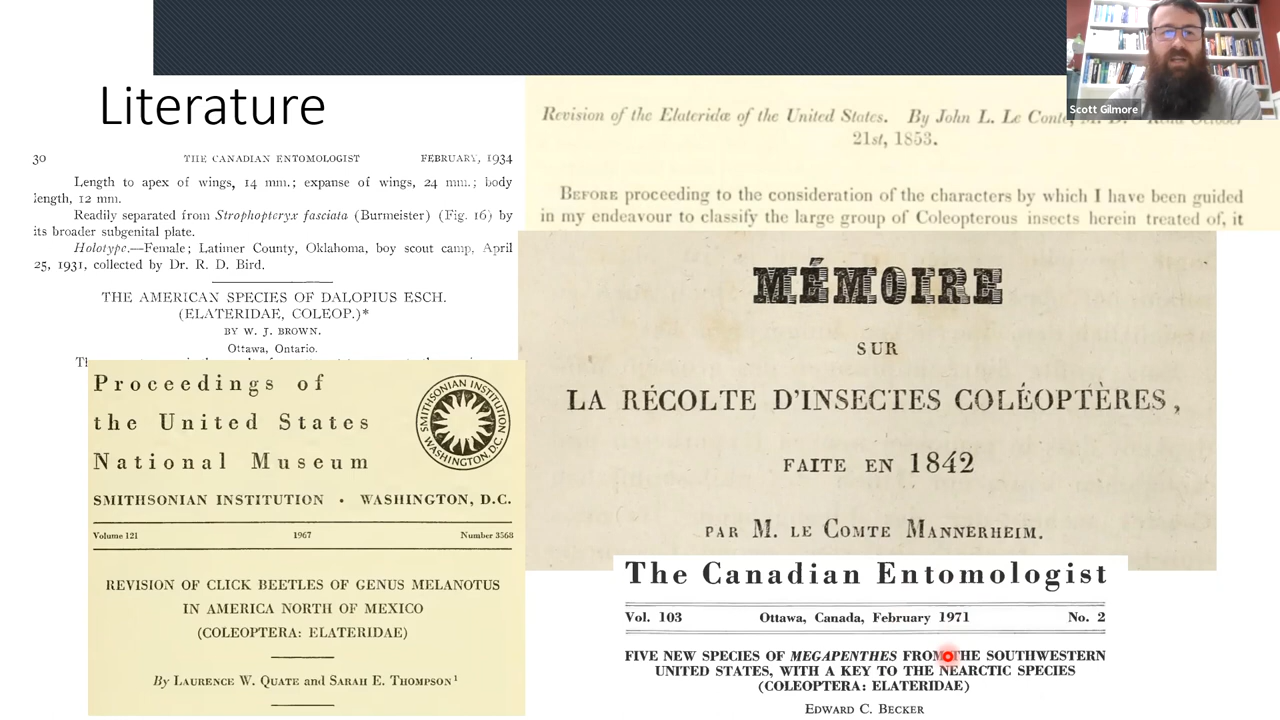 Literature
Scott Gilmore
30 THE CANADIAN ENTOMOLOGIST FEBRUARY, 1934
Length to apex of wings, 14 mm.; expanse of wings, 24 mm.; body
length, 12 mm.
Readily separated from Strophopteryx fasciata (Burmeister) (Fig. 16) by
its broader subgenital plate.
Holotype.—Female; Latimer County, Oklahoma, boy scout camp, April
25, 1931, collected by Dr. R. D. Bird.
THE AMERICAN SPECIES OF DALOPIUS ESCH.
(ELATERIDAE, COLEOP.)*
BY W. J. BROWN.
Ottawa, Ontario.
Revision of the Elateridæ of the United States. By John L. Le Conte,
21st, 1853.
BEFORE proceeding to the consideration of the characters by which I have been guided
in my endeavour to classify the large group of Coleopterous insects herein treated of, it
MÉMOIRE
SUR
LA RÉCOLTE D'INSECTES COLÉOPTÈRES,
FAITE EN 1842
PAR M. LE COMTE MANNERHEIM.
Proceedings of
the United States
National Museum
SMITHSONIAN INSTITUTION
WASHINGTON, D.C.
SMITHSONIAN INSTITUTION • WASHINGTON, D.C.
Volume 121 1967 Number 3568
REVISION OF CLICK BEETLES OF GENUS MELANOTUS
IN AMERICA NORTH OF MEXICO
(COLEOPTERA: ELATERIDAE)
By LAURENCE W. QUATE and SARAH E. THOMPSON¹
The Canadian Entomologist
Vol. 103 Ottawa, Canada, February 1971 No. 2
FIVE NEW SPECIES OF MEGAPENTHES FROM THE SOUTHWESTERN
UNITED STATES, WITH A KEY TO THE NEARCTIC SPECIES
(COLEOPTERA: ELATERIDAE)
EDWARD C. BECKER